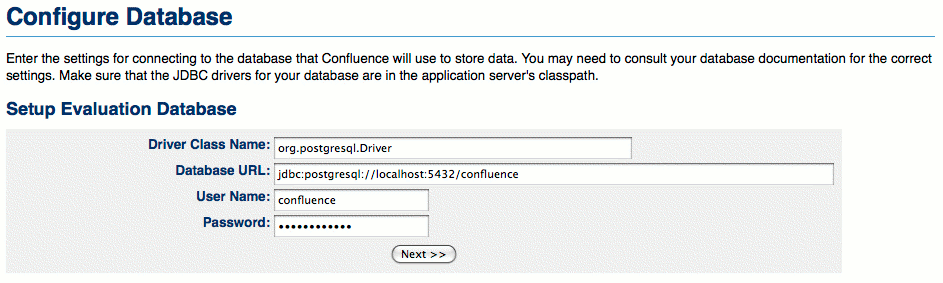 Configure Database
Enter the settings for connecting to the database that Confluence will use to store data. You may need to consult your database documentation for the correct
settings. Make sure that the JDBC drivers for your database are in the application server's classpath.
Setup Evaluation Database
Driver Class Name: org.postgresql.Driver
Database URL: jdbc:postgresql://localhost:5432/confluence
User Name: confluence
Password: ••••••••••••
Next >>